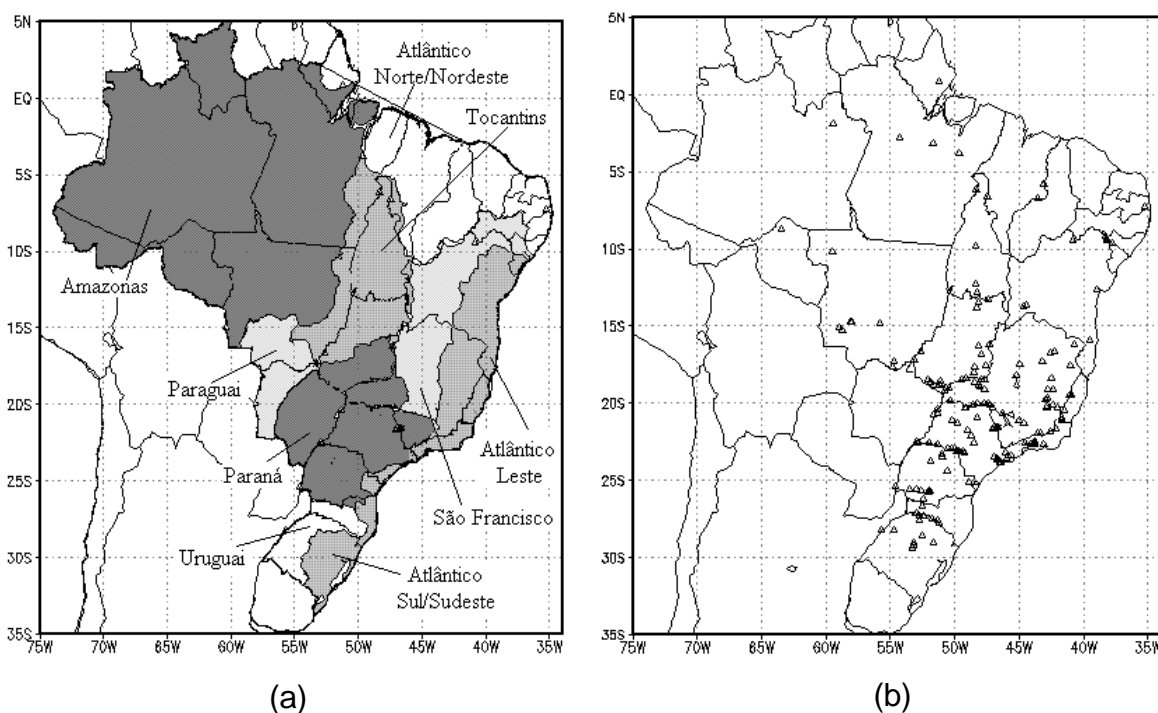 5N
EQ
5S
10S
15S
20S
25S
30S
35S
75W 70W 65W 60W 55W 50W 45W 40W 35W
Atlântico
Norte/Nordeste
Tocantins
Amazonas
Paraguai
Paraná
Atlântico
Leste
São Francisco
Uruguai
Atlântico
Sul/Sudeste
(a)
5N
EQ
5S
10S
15S
20S
25S
30S
35S
75W 70W 65W 60W 55W 50W 45W 40W 35W
(b)